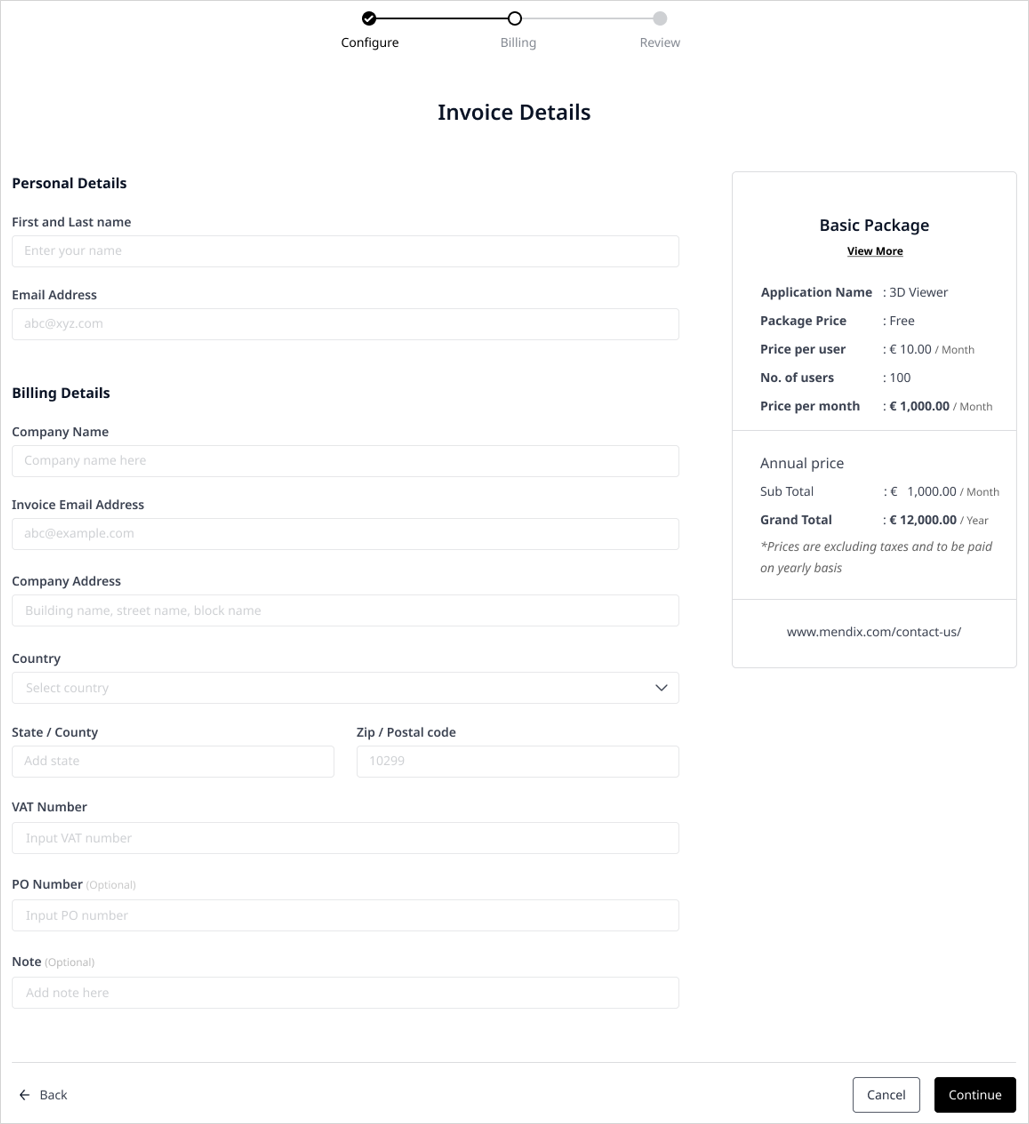 Configure
Billing
Review
Invoice Details
Personal Details
First and Last name
Enter your name
Email Address
abc@xyz.com
Billing Details
Company Name
Company name here
Invoice Email Address
abc@example.com
Company Address
Building name, street name, block name
Country
Select country
State / County
Zip / Postal code
Add state
10299
VAT Number
Input VAT number
PO Number (Optional)
Input PO number
Note (Optional)
Add note here
Basic Package
View More
Application Name : 3D Viewer
Package Price : Free
Price per user : € 10.00 / Month
No. of users : 100
Price per month : € 1,000.00 / Month
Annual price
Sub Total : € 1,000.00 / Month
Grand Total : € 12,000.00 / Year
*Prices are excluding taxes and to be paid
on yearly basis
www.mendix.com/contact-us/
Back
Cancel
Continue